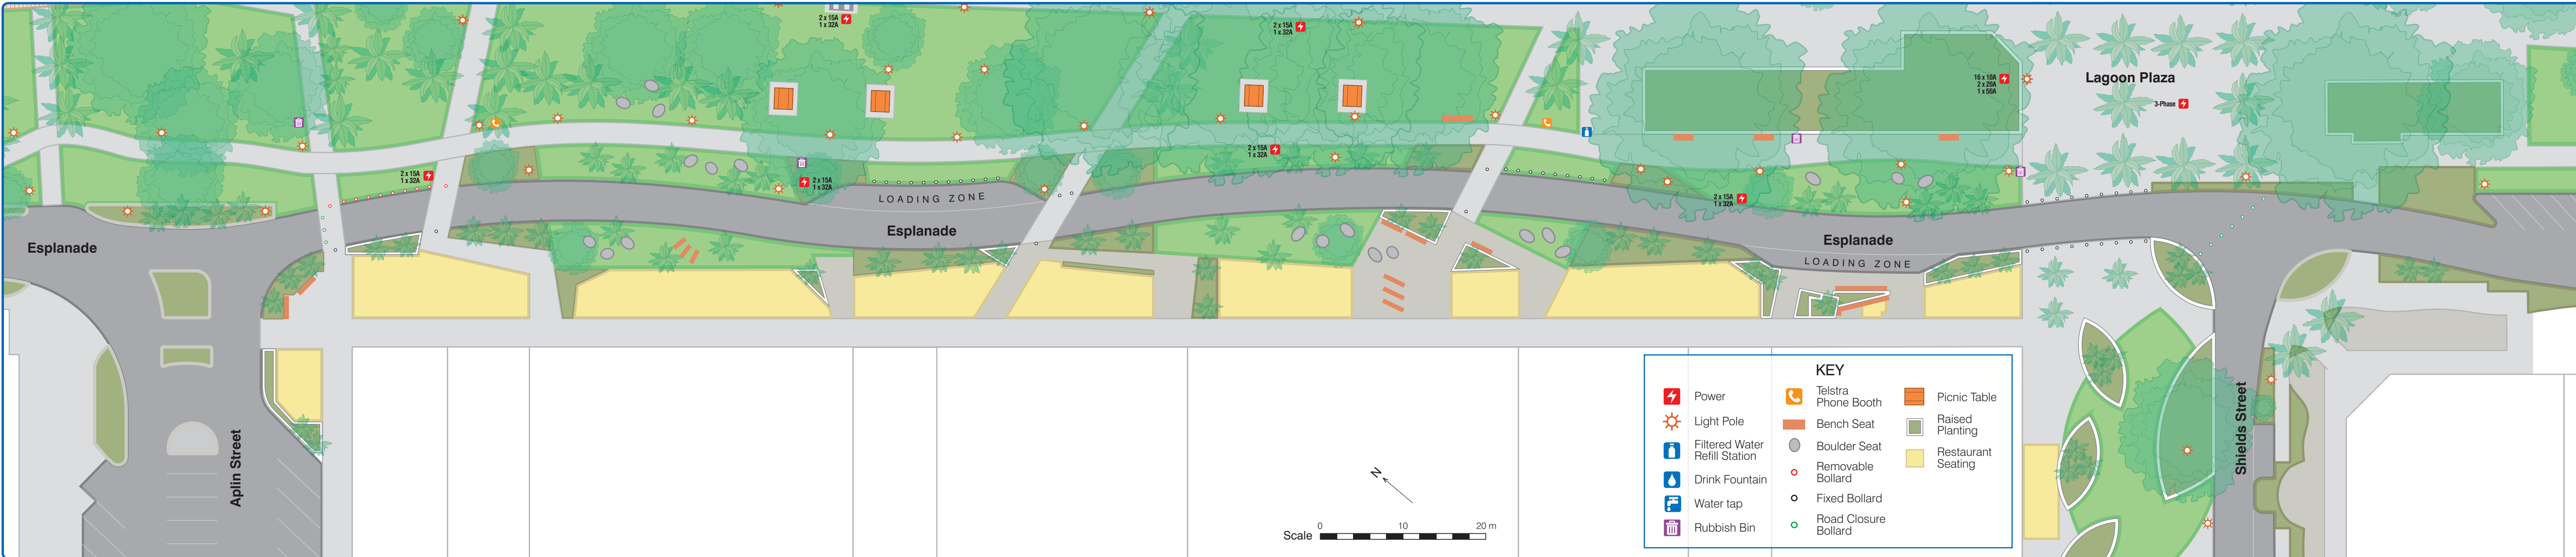 2 x 15A
1 x 32A
2 x 15A
1 x 32A
16 x 10A
2 x 20A
1 x 50A
Lagoon Plaza
3-Phase
2 x 15A
1 x 32A
2 x 15A
1 x 32A
2 x 15A
1 x 32A
2 x 15A
1 x 32A
LOADING ZONE
Esplanade
Esplanade
Esplanade
LOADING ZONE
Aplin Street
Shields Street
N
Scale
0 10 20 m
KEY
Power
Light Pole
Filtered Water
Refill Station
Drink Fountain
Water tap
Rubbish Bin
Telstra
Phone Booth
Bench Seat
Boulder Seat
Removable
Bollard
Fixed Bollard
Road Closure
Bollard
Picnic Table
Raised
Planting
Restaurant
Seating